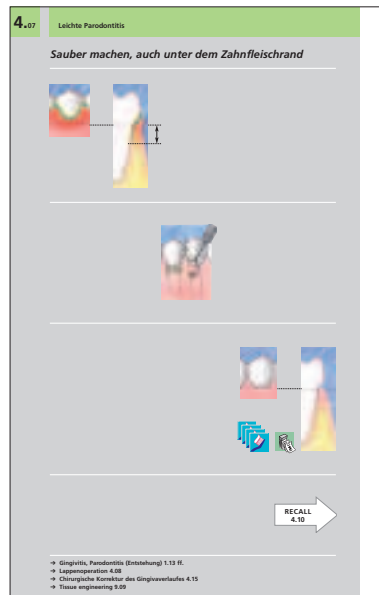 4.07 Leichte Parodontitis
Sauber machen, auch unter dem Zahnfleischrand
RECALL
4.10
➔ Gingivitis, Parodontitis (Entstehung) 1.13 ff.
➔ Lappenoperation 4.08
➔ Chirurgische Korrektur des Gingivaverlaufes 4.15
➔ Tissue engineering 9.09